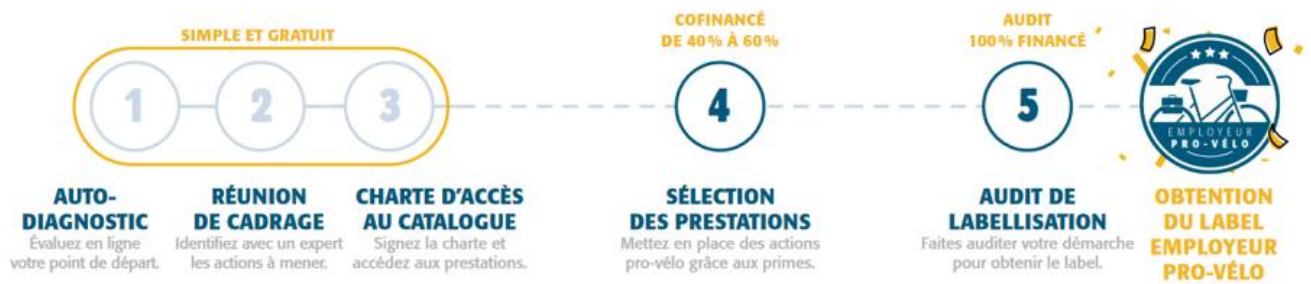 SIMPLE ET GRATUIT
1
2
3
AUTO-
DIAGNOSTIC
Évaluez en ligne
votre point de départ.
RÉUNION
DE CADRAGE
Identifiez avec un expert
les actions à mener.
CHARTE D'ACCÈS
AU CATALOGUE
Signez la charte et
accédez aux prestations.
COFINANCÉ
DE 40% À 60%
4
SÉLECTION
DES PRESTATIONS
Mettez en place des actions
pro-vélo grâce aux primes.
AUDIT
100% FINANCÉ
5
AUDIT DE
LABELLISATION
Faites auditer votre démarche
pour obtenir le label.
EMPLOYEUR
PRO-VÉLO
OBTENTION
DU LABEL
EMPLOYEUR
PRO-VÉLO